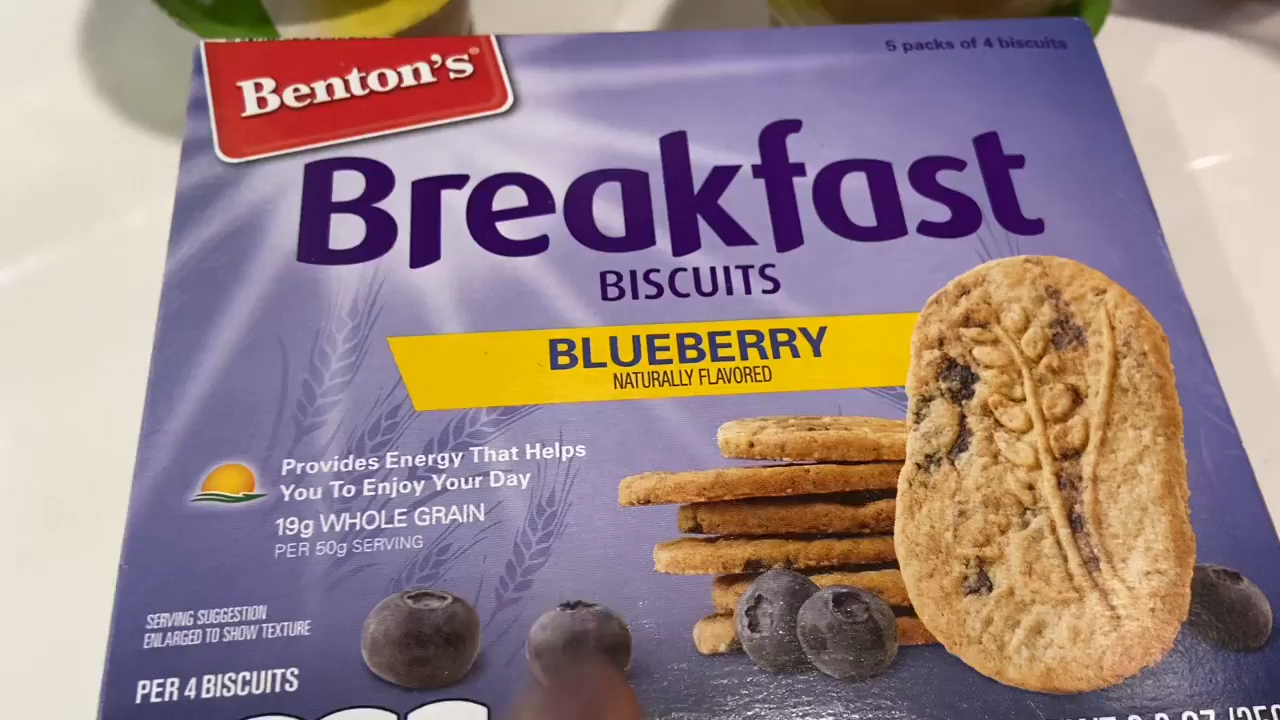 Benton's®
5 packs of 4 biscuits
Breakfast
BISCUITS
BLUEBERRY
NATURALLY FLAVORED
Provides Energy That Helps
You To Enjoy Your Day
19g WHOLE GRAIN
PER 50g SERVING
SERVING SUGGESTION
ENLARGED TO SHOW TEXTURE
PER 4 BISCUITS